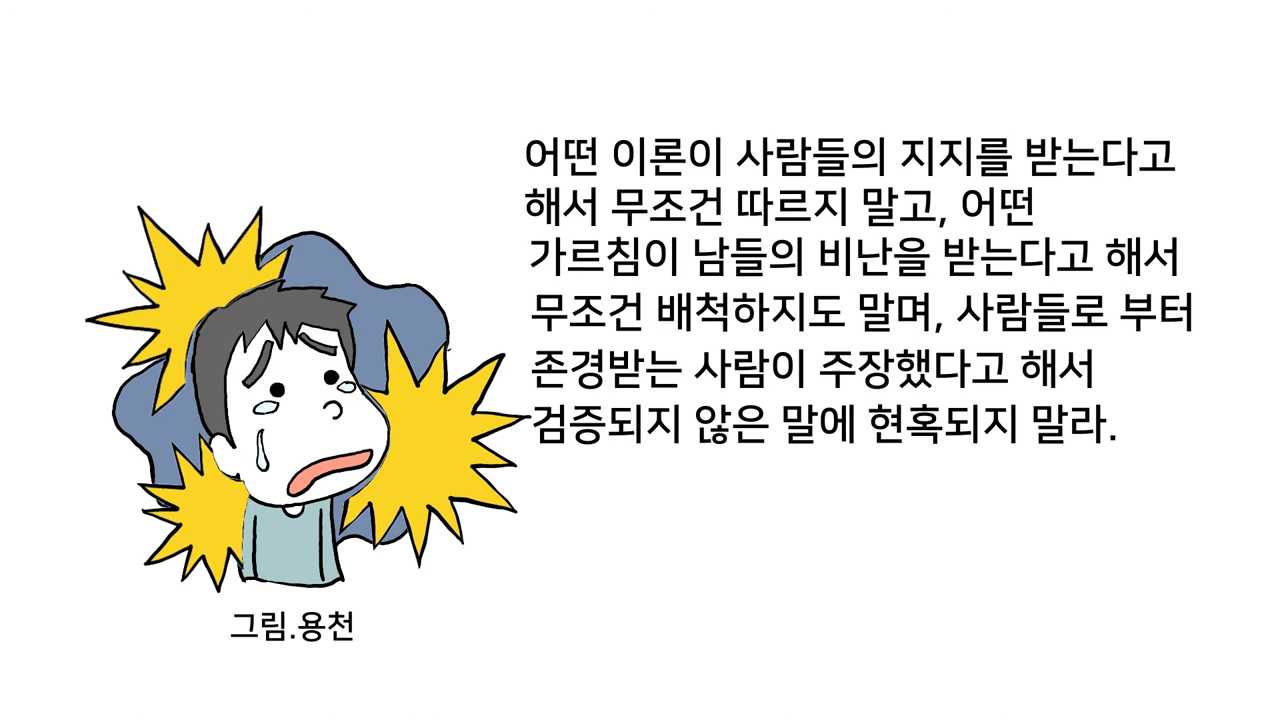 어떤 이론이 사람들의 지지를 받는다고
해서 무조건 따르지 말고, 어떤
가르침이 남들의 비난을 받는다고 해서
무조건 배척하지도 말며, 사람들로 부터
존경받는 사람이 주장했다고 해서
검증되지 않은 말에 현혹되지 말라.
그림.용천